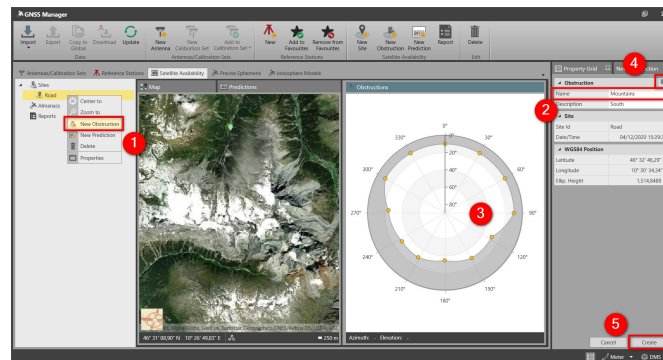 GNSS Manager
Import Export Copy to Global Download Update
New Antenna New Calibration Set Add to Calibration Set
New Add to Favourites Remove from Favourites
New Site New Obstruction New Prediction Report
Delete
Data Antennas/Calibration Sets Reference Stations Satellite Availability Edit
Antennas/Calibration Sets Reference Stations Satellite Availability Precise Ephemeris Ionosphere Models
Property Grid New Obstruction
4
Sites
Road
Almanacs
Reports
Center to
Zoom to
New Obstruction
New Prediction
Delete
Properties
1
Map Predictions
46° 31' 08,90" N 10° 26' 49,83" E
250 m
Obstructions
0°
30°
60°
90°
120°
150°
180°
210°
240°
270°
300°
330°
0°
20°
40°
60°
80°
3
Azimuth: - Elevation: -
2
Obstruction
Name Mountains
Description South
Site
Site Id Road
Date/Time 04/12/2020 15:29:
WGS84 Position
Latitude 46° 32' 46,29"
Longitude 10° 30' 34,34"
Ellip. Height 1.514,8488
5
Cancel Create
Meter DMS